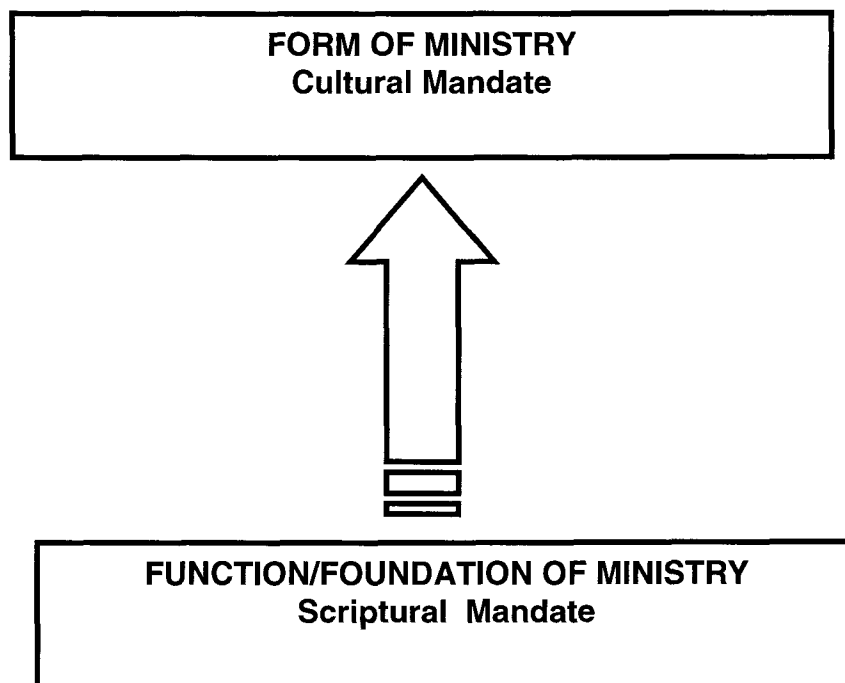 FORM OF MINISTRY
Cultural Mandate
FUNCTION/FOUNDATION OF MINISTRY
Scriptural Mandate